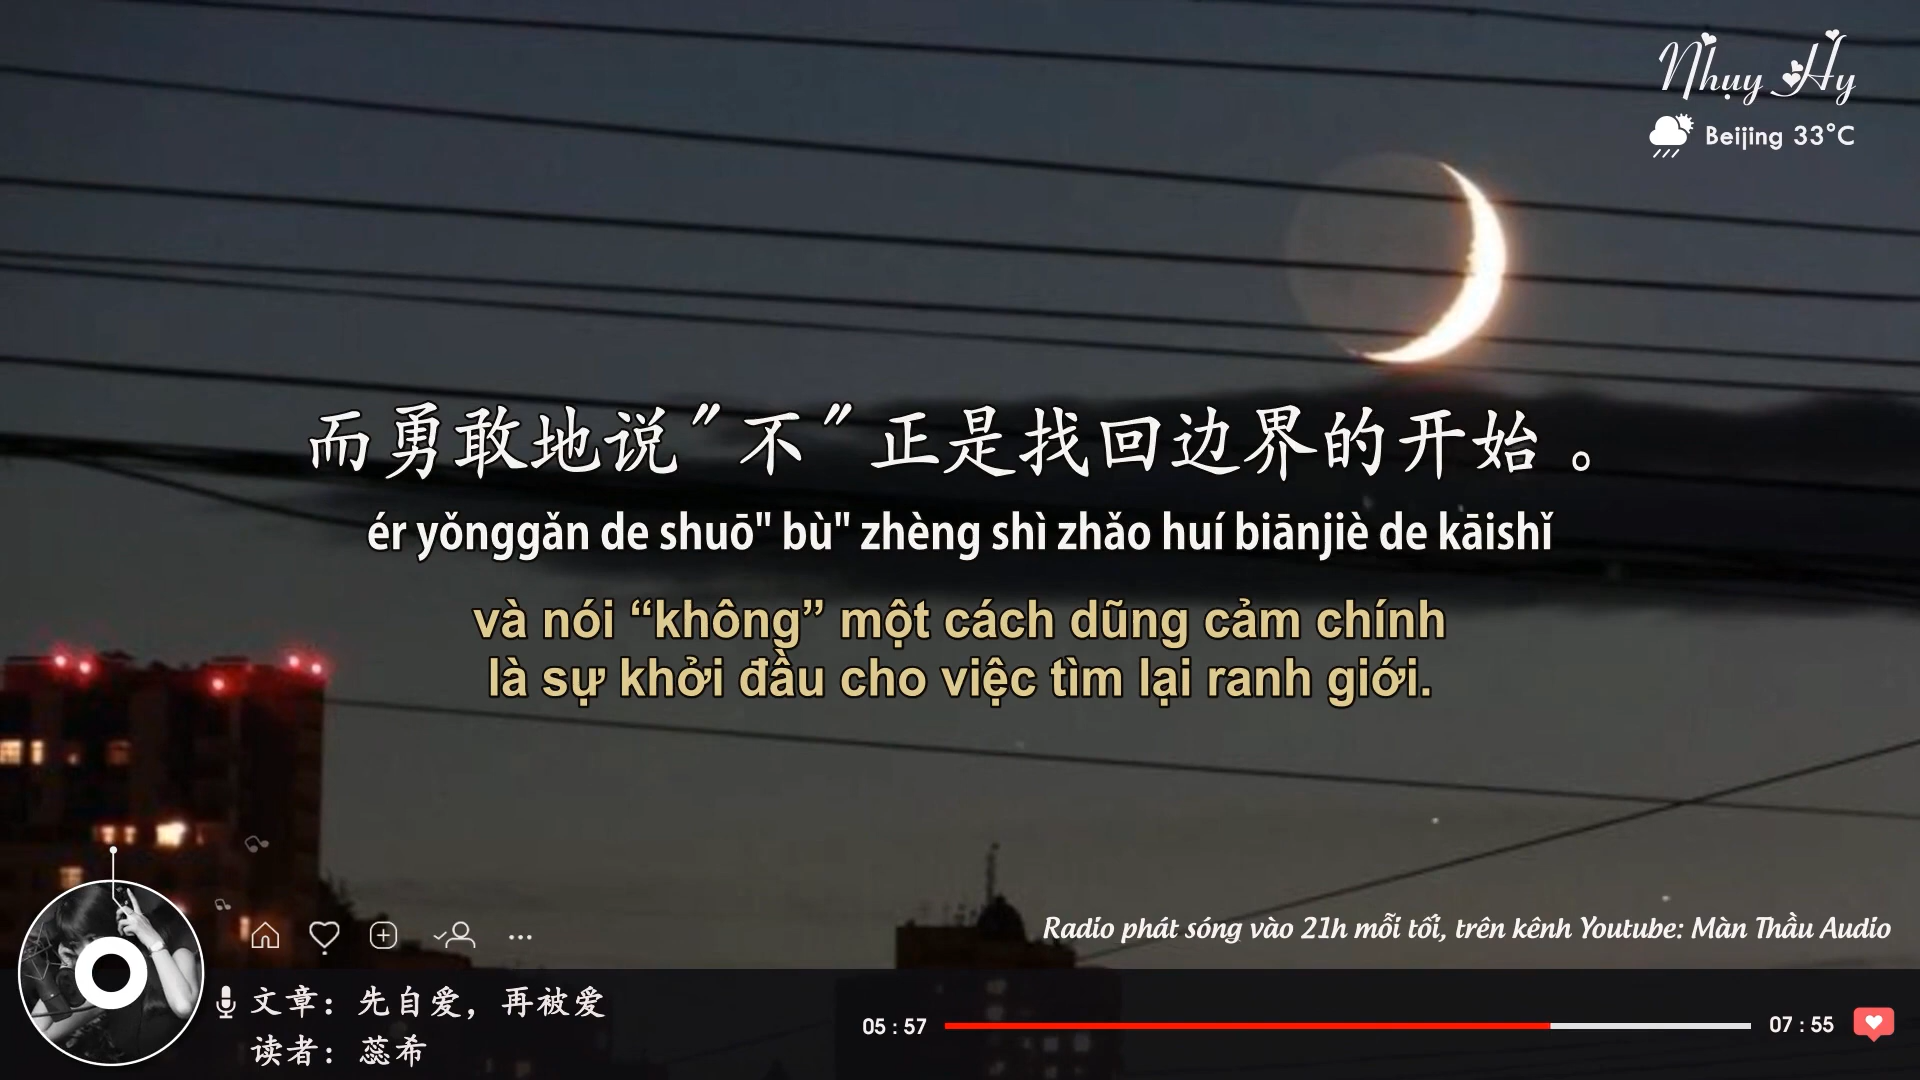 Nhụy Hy
Beijing 33°C
而勇敢地说"不"正是找回边界的开始。
ér yǒnggǎn de shuō" bù" zhèng shì zhǎo huí biānjiè de kāishǐ
và nói “không” một cách dũng cảm chính
là sự khởi đầu cho việc tìm lại ranh giới.
Radio phát sóng vào 21h mỗi tối, trên kênh Youtube: Màn Thầu Audio
文章：先自爱，再被爱
读者：蕊希
05 : 57
07 : 55